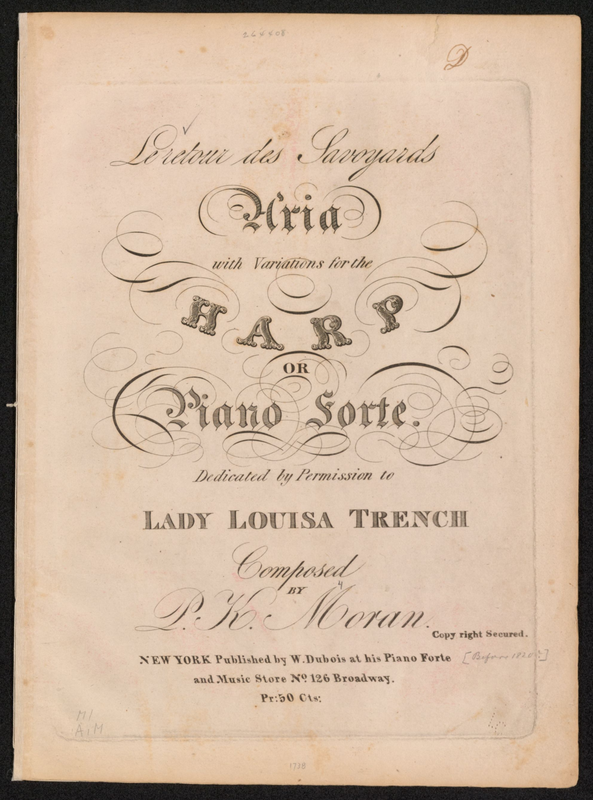 D
Le retour des Savoyards
Aria
with Variations for the
HARP
OR
Piano Forte.
Dedicated by Permission to
LADY LOUISA TRENCH
Composed
BY
P. K. Moran.
Copy right Secured.
NEW YORK Published by W. Dubois at his Piano Forte
and Music Store No. 126 Broadway.
Pr: 50 Cts:
M1
A.1M